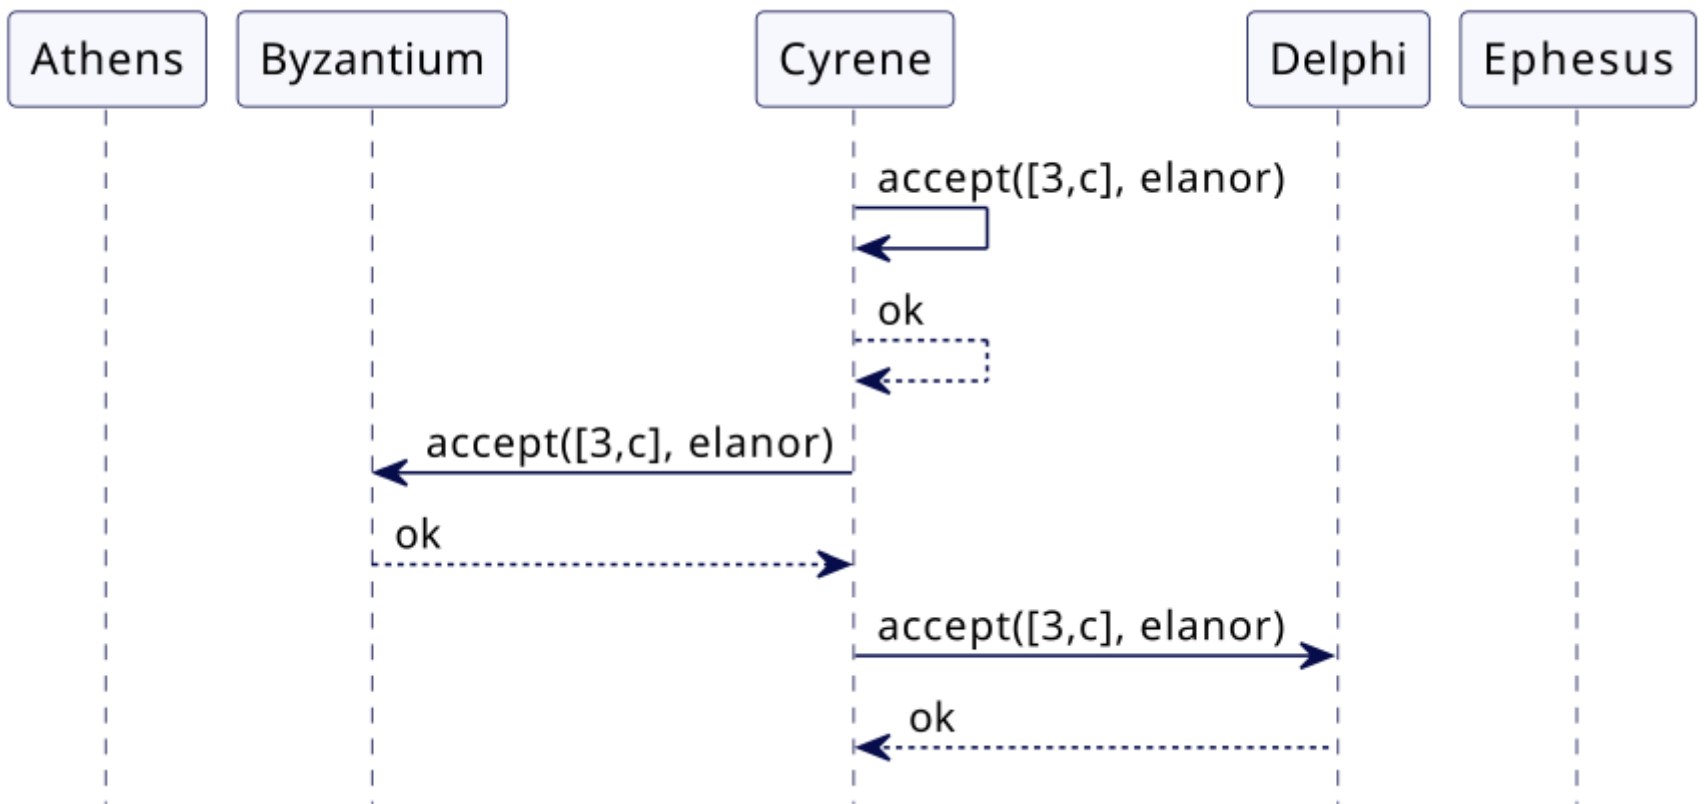 Athens
Byzantium
Cyrene
Delphi
Ephesus
accept([3,c], elanor)
ok
accept([3,c], elanor)
ok
accept([3,c], elanor)
ok